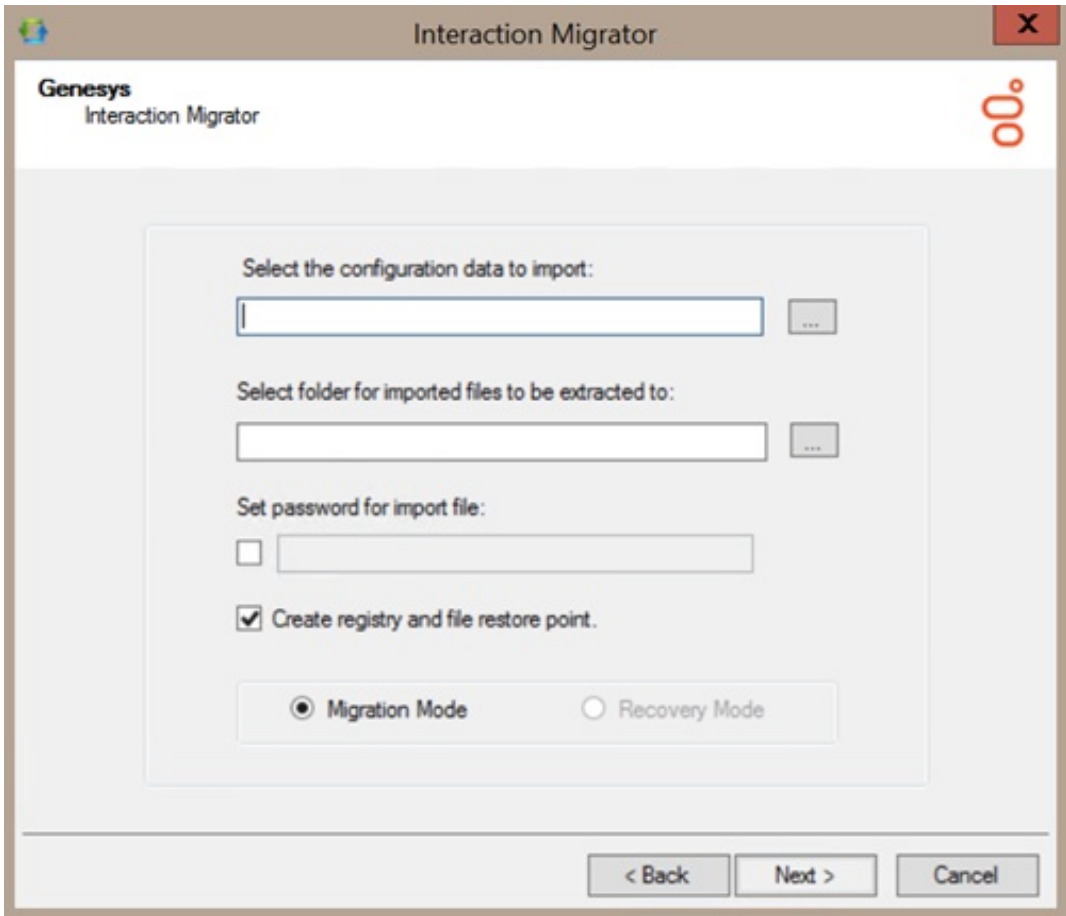 Interaction Migrator
X
Genesys
Interaction Migrator
Select the configuration data to import:
...
Select folder for imported files to be extracted to:
...
Set password for import file:
Create registry and file restore point.
Migration Mode Recovery Mode
< Back Next > Cancel